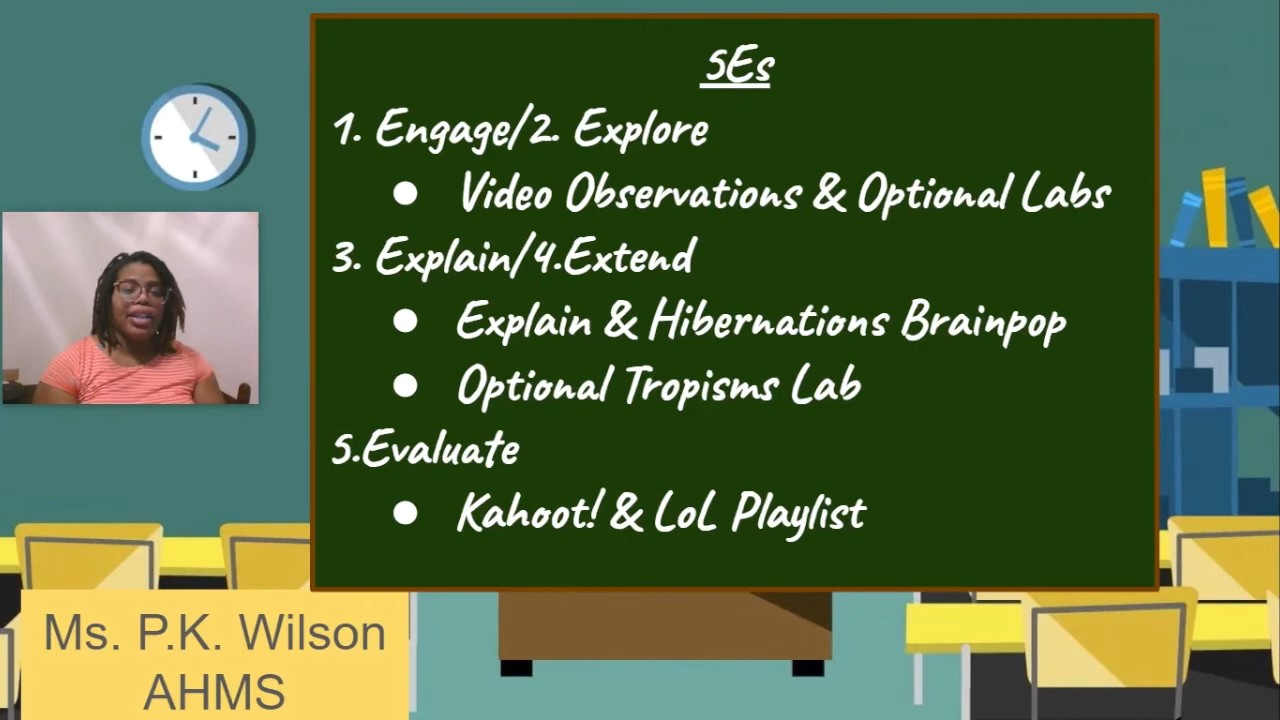 5Es
1. Engage/2. Explore
● Video Observations & Optional Labs
3. Explain/4.Extend
● Explain & Hibernations Brainpop
● Optional Tropisms Lab
5.Evaluate
● Kahoot! & LoL Playlist
Ms. P.K. Wilson
AHMS